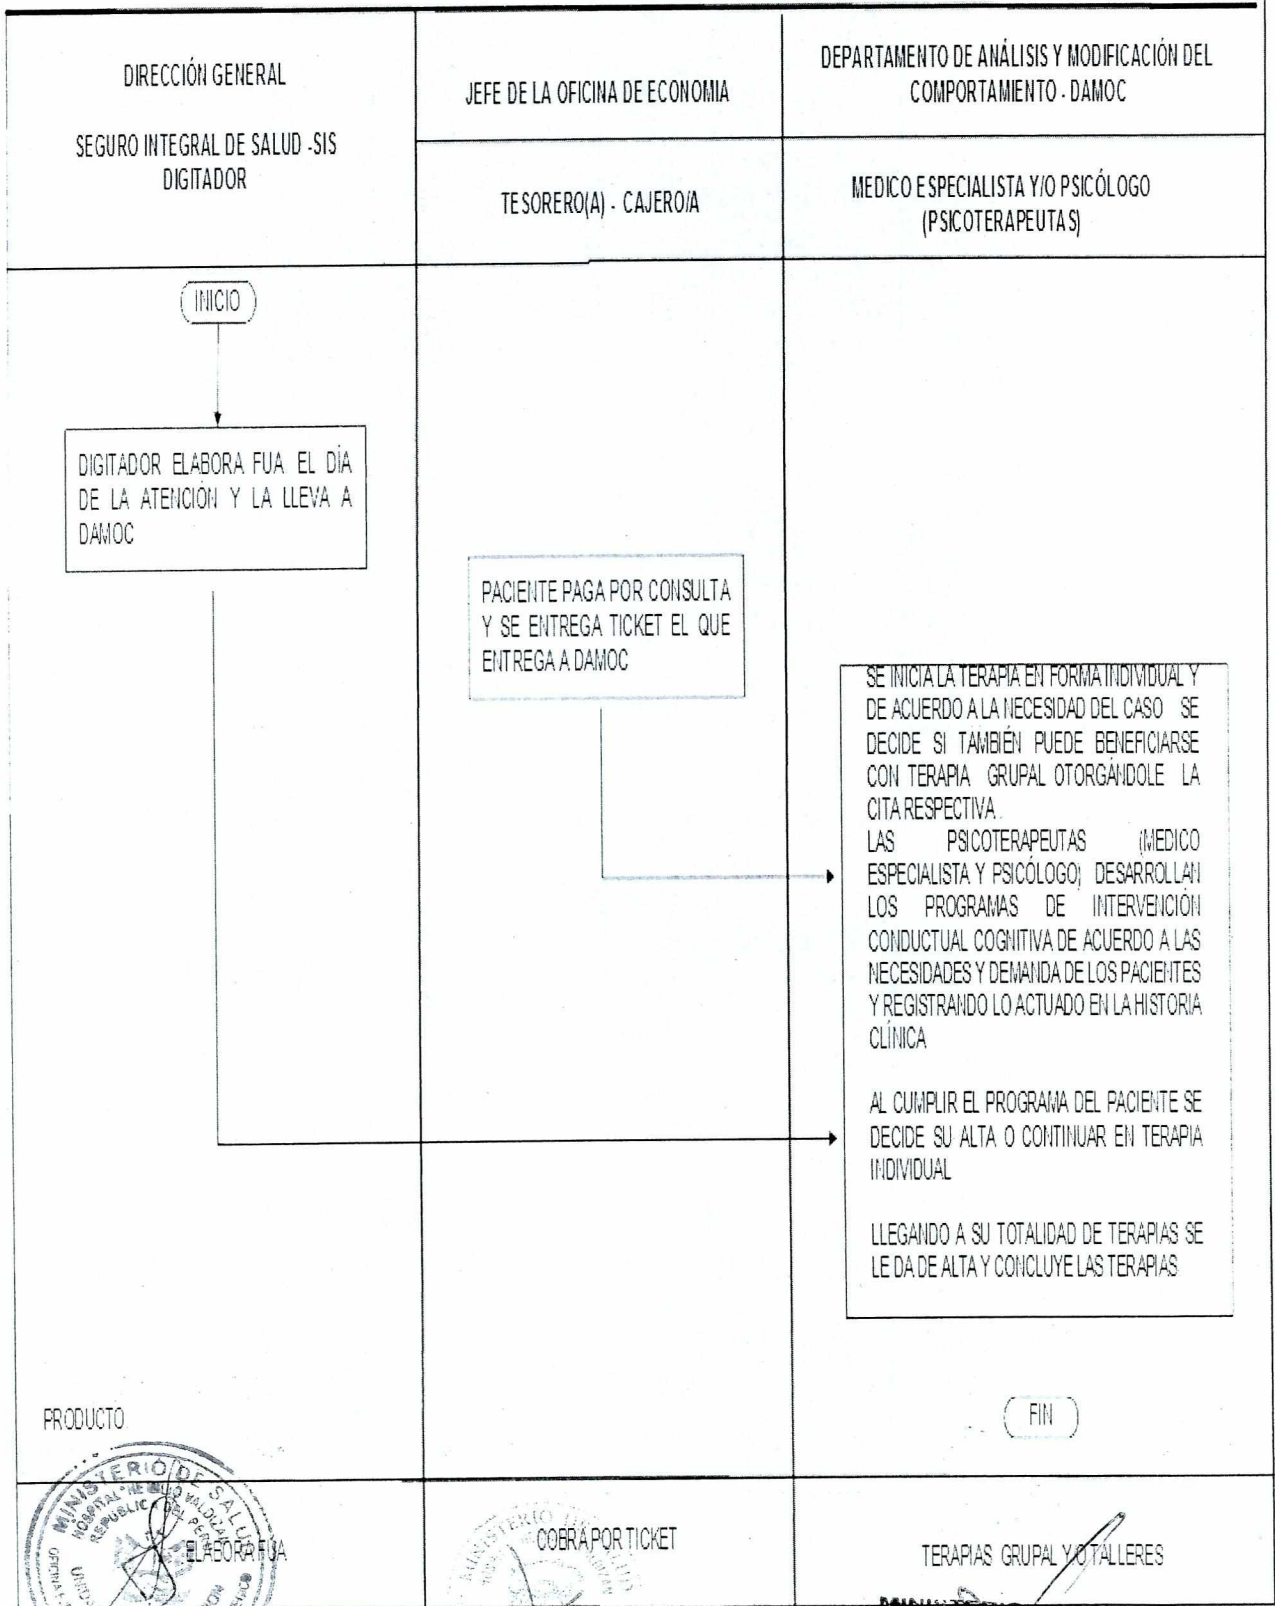 DIRECCIÓN GENERAL
SEGURO INTEGRAL DE SALUD -SIS
DIGITADOR
JEFE DE LA OFICINA DE ECONOMIA
TESORERO(A) - CAJERO/A
DEPARTAMENTO DE ANÁLISIS Y MODIFICACIÓN DEL
COMPORTAMIENTO - DAMOC
MEDICO ESPECIALISTA Y/O PSICÓLOGO
(PSICOTERAPEUTAS)
INICIO
DIGITADOR ELABORA FUA EL DÍA
DE LA ATENCIÓN Y LA LLEVA A
DAMOC
PACIENTE PAGA POR CONSULTA
Y SE ENTREGA TICKET EL QUE
ENTREGA A DAMOC
SE INICIA LA TERAPIA EN FORMA INDIVIDUAL Y
DE ACUERDO A LA NECESIDAD DEL CASO SE
DECIDE SI TAMBIÉN PUEDE BENEFICIARSE
CON TERAPIA GRUPAL OTORGÁNDOLE LA
CITA RESPECTIVA.
LAS PSICOTERAPEUTAS (MEDICO
ESPECIALISTA Y PSICÓLOGO) DESARROLLAN
LOS PROGRAMAS DE INTERVENCIÓN
CONDUCTUAL COGNITIVA DE ACUERDO A LAS
NECESIDADES Y DEMANDA DE LOS PACIENTES
Y REGISTRANDO LO ACTUADO EN LA HISTORIA
CLÍNICA
AL CUMPLIR EL PROGRAMA DEL PACIENTE SE
DECIDE SU ALTA O CONTINUAR EN TERAPIA
INDIVIDUAL
LLEGANDO A SU TOTALIDAD DE TERAPIAS SE
LE DA DE ALTA Y CONCLUYE LAS TERAPIAS
FIN
PRODUCTO
MINISTERIO DE SALUD
HOSPITAL VALDIZAN
REPUBLICA DEL PERU
ELABORA FUA
MINISTERIO DE
COBRA POR TICKET
TERAPIAS GRUPAL Y/O TALLERES